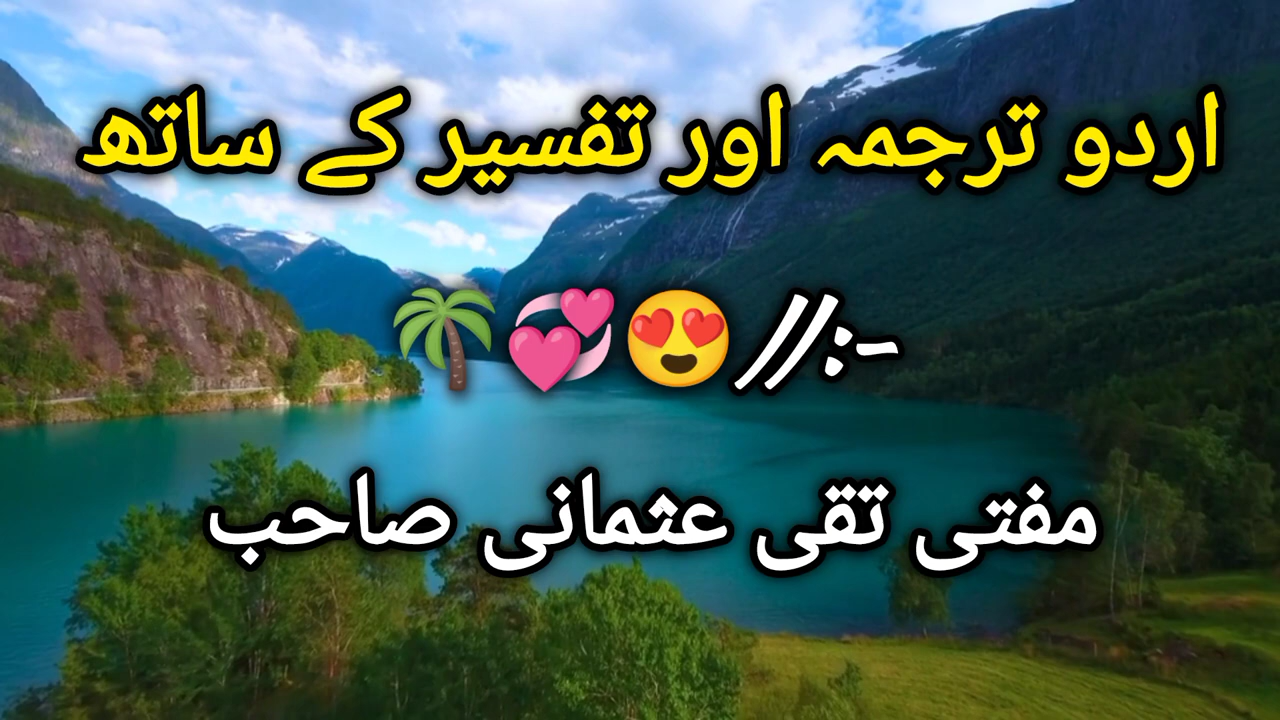 اردو ترجمہ اور تفسیر کے ساتھ
-://😍💞🌴
مفتی تقی عثمانی صاحب